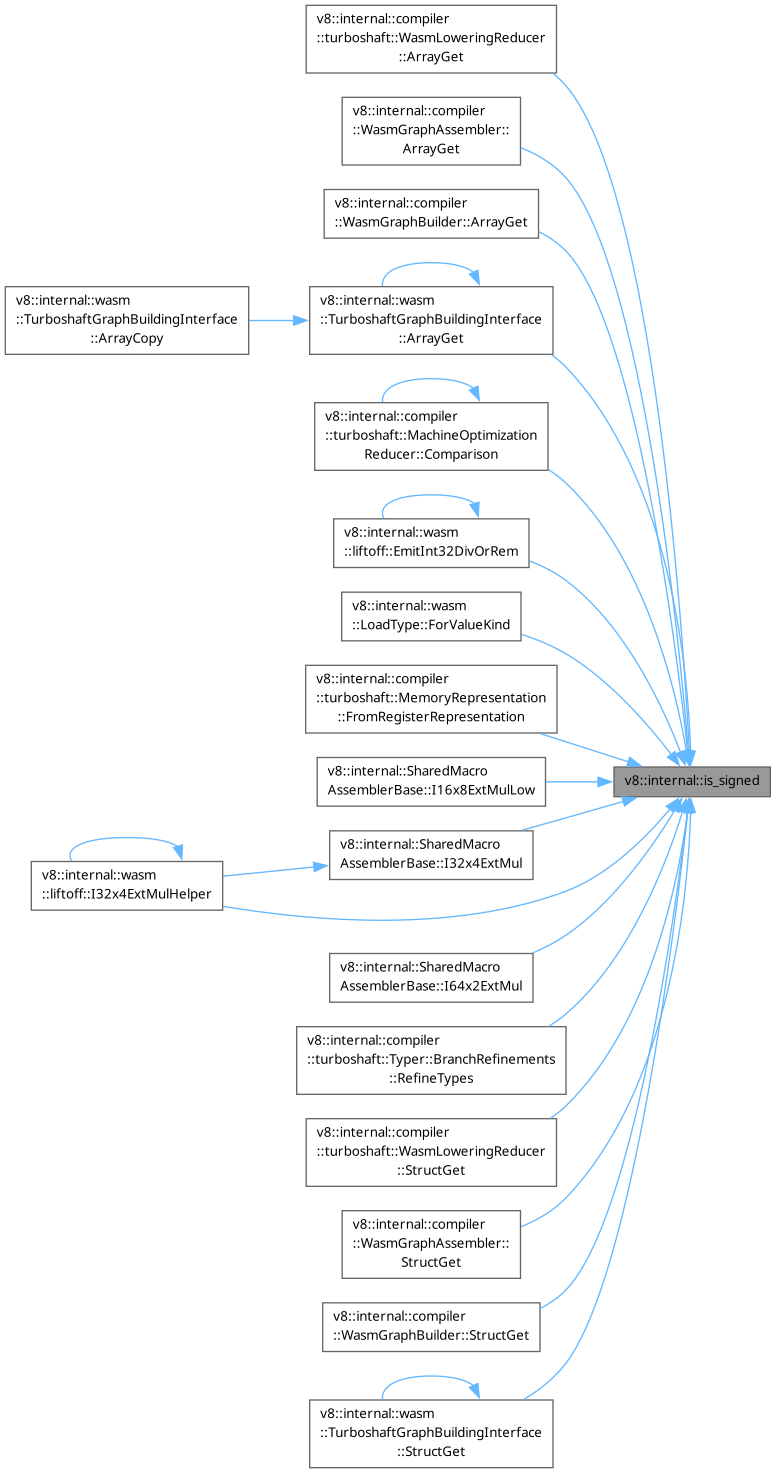 v8::internal::compiler
::turboshaft::WasmLoweringReducer
::ArrayGet
v8::internal::compiler
::WasmGraphAssembler::
ArrayGet
v8::internal::compiler
::WasmGraphBuilder::ArrayGet
v8::internal::wasm
::TurboshaftGraphBuildingInterface
::ArrayCopy
v8::internal::wasm
::TurboshaftGraphBuildingInterface
::ArrayGet
v8::internal::compiler
::turboshaft::MachineOptimization
Reducer::Comparison
v8::internal::wasm
::liftoff::EmitInt32DivOrRem
v8::internal::wasm
::LoadType::ForValueKind
v8::internal::compiler
::turboshaft::MemoryRepresentation
::FromRegisterRepresentation
v8::internal::is_signed
v8::internal::SharedMacro
AssemblerBase::I16x8ExtMulLow
v8::internal::SharedMacro
AssemblerBase::I32x4ExtMul
v8::internal::wasm
::liftoff::I32x4ExtMulHelper
v8::internal::SharedMacro
AssemblerBase::I64x2ExtMul
v8::internal::compiler
::turboshaft::Typer::BranchRefinements
::RefineTypes
v8::internal::compiler
::turboshaft::WasmLoweringReducer
::StructGet
v8::internal::compiler
::WasmGraphAssembler::
StructGet
v8::internal::compiler
::WasmGraphBuilder::StructGet
v8::internal::wasm
::TurboshaftGraphBuildingInterface
::StructGet